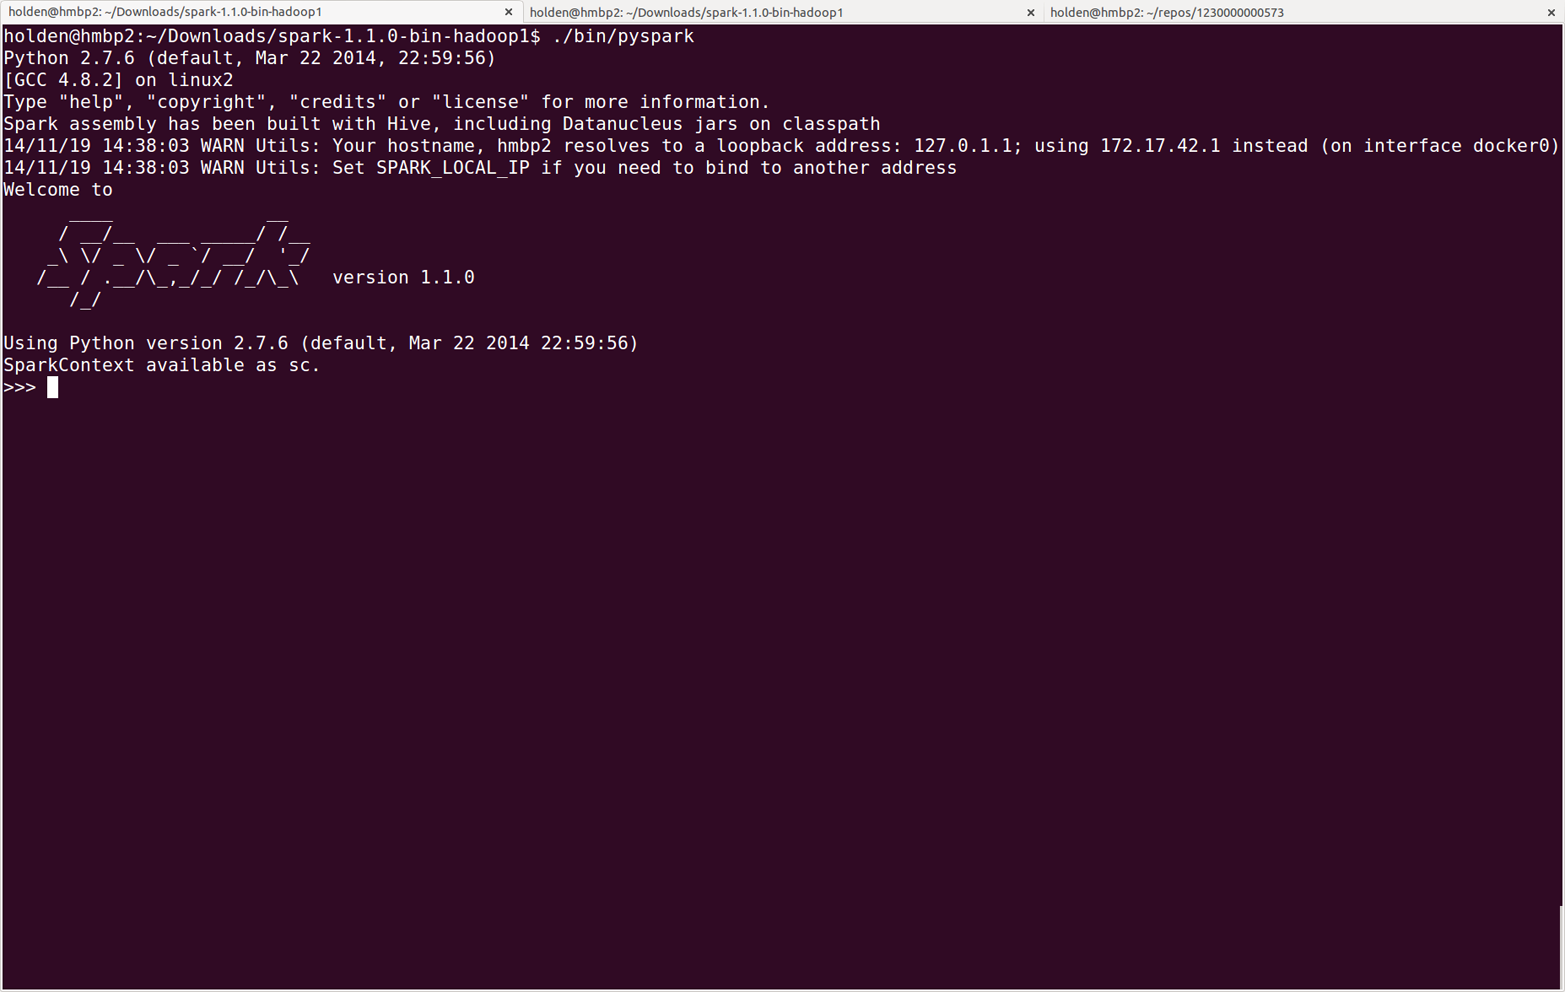 holden@hmbp2: ~/Downloads/spark-1.1.0-bin-hadoop1 × holden@hmbp2: ~/Downloads/spark-1.1.0-bin-hadoop1 × holden@hmbp2: ~/repos/1230000000573 ×
holden@hmbp2:~/Downloads/spark-1.1.0-bin-hadoop1$ ./bin/pyspark
Python 2.7.6 (default, Mar 22 2014, 22:59:56)
[GCC 4.8.2] on linux2
Type "help", "copyright", "credits" or "license" for more information.
Spark assembly has been built with Hive, including Datanucleus jars on classpath
14/11/19 14:38:03 WARN Utils: Your hostname, hmbp2 resolves to a loopback address: 127.0.1.1; using 172.17.42.1 instead (on interface docker0)
14/11/19 14:38:03 WARN Utils: Set SPARK_LOCAL_IP if you need to bind to another address
Welcome to
      ____              __
     / __/__  ___ _____/ /__
    _\ \/ _ \/ _ `/ __/  '_/
   /__ / .__/\_,_/_/ /_/\_\   version 1.1.0
      /_/
Using Python version 2.7.6 (default, Mar 22 2014 22:59:56)
SparkContext available as sc.
>>>